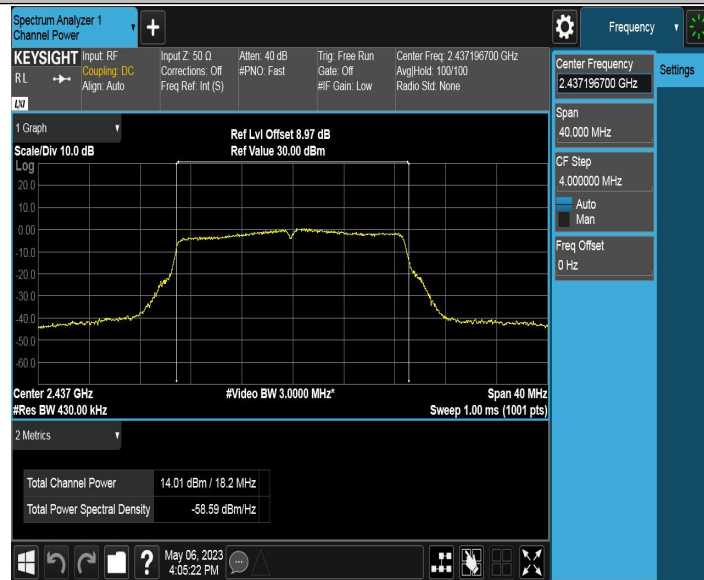 Spectrum Analyzer 1
Channel Power
+
Frequency
KEYSIGHT
RL
LXI
Input: RF
Coupling: DC
Align: Auto
Input Z: 50 Ω
Corrections: Off
Freq Ref: Int (S)
Atten: 40 dB
#PNO: Fast
Trig: Free Run
Gate: Off
#IF Gain: Low
Center Freq: 2.437196700 GHz
Avg|Hold: 100/100
Radio Std: None
Center Frequency
2.437196700 GHz
Settings
Span
40.000 MHz
CF Step
4.000000 MHz
Auto
Man
Freq Offset
0 Hz
1 Graph
Scale/Div 10.0 dB
Ref Lvl Offset 8.97 dB
Ref Value 30.00 dBm
Log
20.0
10.0
0.00
-10.0
-20.0
-30.0
-40.0
-50.0
-60.0
Center 2.437 GHz
#Video BW 3.0000 MHz*
Span 40 MHz
#Res BW 430.00 kHz
Sweep 1.00 ms (1001 pts)
2 Metrics
Total Channel Power 14.01 dBm / 18.2 MHz
Total Power Spectral Density -58.59 dBm/Hz
?
May 06, 2023
4:05:22 PM